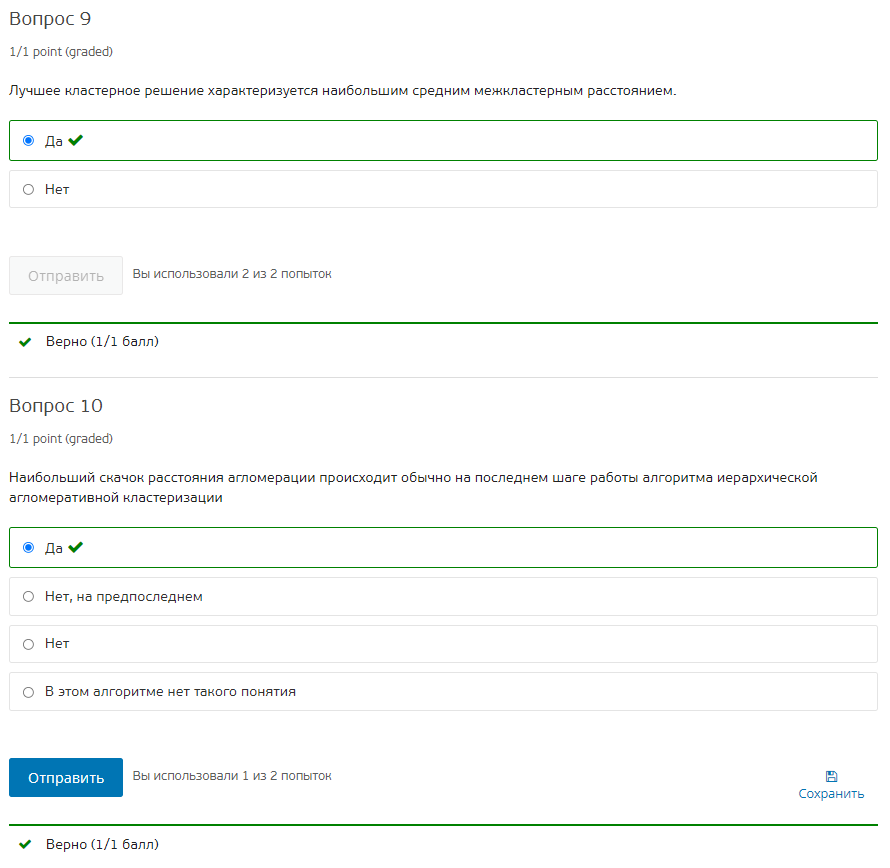 Вопрос 9
1/1 point (graded)
Лучшее кластерное решение характеризуется наибольшим средним межкластерным расстоянием.
Да
Нет
Отправить
Вы использовали 2 из 2 попыток
Верно (1/1 балл)
Вопрос 10
1/1 point (graded)
Наибольший скачок расстояния агломерации происходит обычно на последнем шаге работы алгоритма иерархической
агломеративной кластеризации
Да
Нет, на предпоследнем
Нет
В этом алгоритме нет такого понятия
Отправить
Вы использовали 1 из 2 попыток
Сохранить
Верно (1/1 балл)